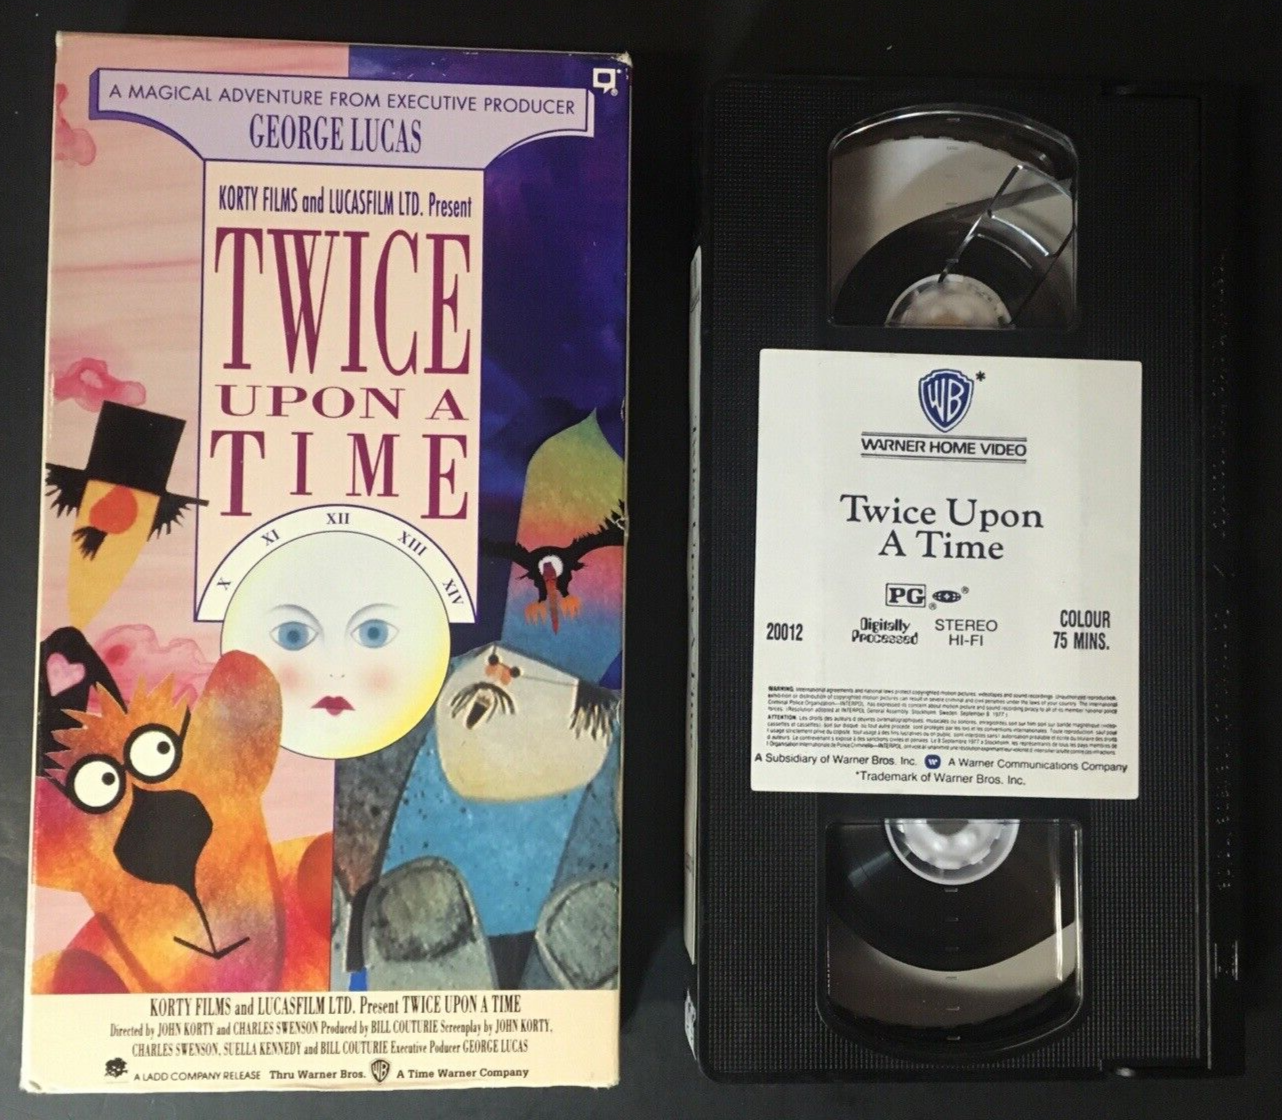 A MAGICAL ADVENTURE FROM EXECUTIVE PRODUCER
GEORGE LUCAS
KORTY FILMS and LUCASFILM LTD. Present
TWICE
UPON A
TIME
X XI XII XIII XIV
KORTY FILMS and LUCASFILM LTD. Present TWICE UPON A TIME
Directed by JOHN KORTY and CHARLES SWENSON Produced by BILL COUTURIE Screenplay by JOHN KORTY,
CHARLES SWENSON, SUELLA KENNEDY and BILL COUTURIE Executive Poducer GEORGE LUCAS
A LADD COMPANY RELEASE Thru Warner Bros. WB A Time Warner Company
WB*
WARNER HOME VIDEO
Twice Upon
A Time
PG
®
®
20012
Digitally
Processed
STEREO
HI-FI
COLOUR
75 MINS.
A Subsidiary of Warner Bros. Inc. A Warner Communications Company
*Trademark of Warner Bros. Inc.